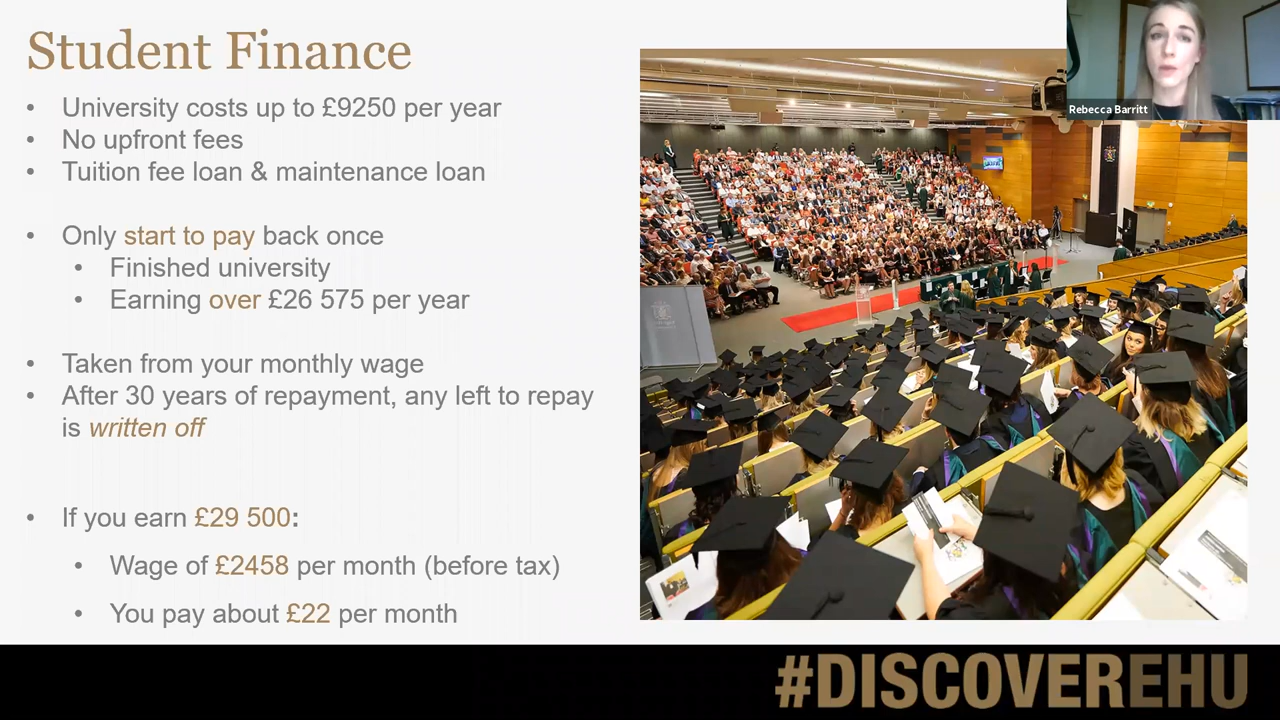 Student Finance
• University costs up to £9250 per year
• No upfront fees
• Tuition fee loan & maintenance loan
• Only start to pay back once
• Finished university
• Earning over £26 575 per year
• Taken from your monthly wage
• After 30 years of repayment, any left to repay
is written off
• If you earn £29 500:
• Wage of £2458 per month (before tax)
• You pay about £22 per month
Rebecca Barritt
#DISCOVEREHU